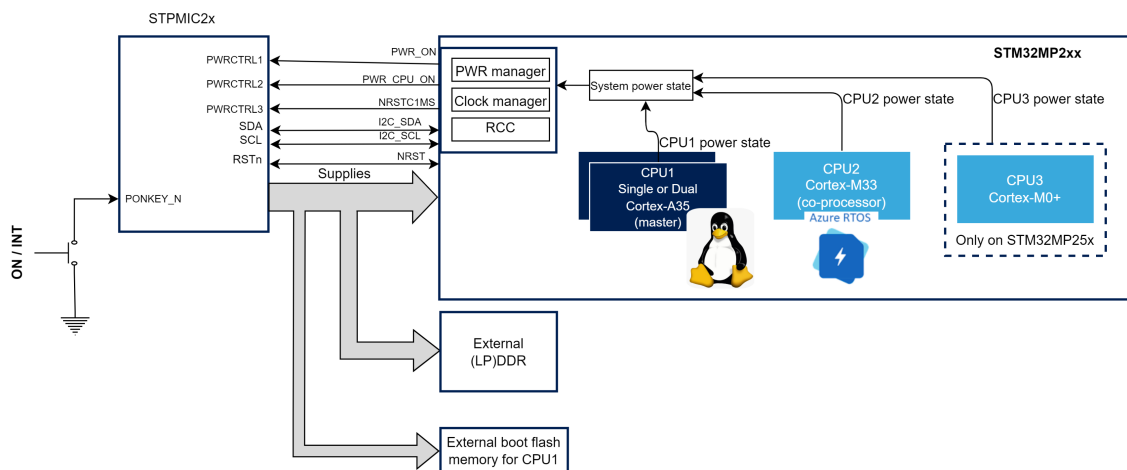 STPMIC2x
STM32MP2xx
PWRCTRL1
PWR_ON
PWRCTRL2
PWR_CPU_ON
PWRCTRL3
NRSTC1MS
SDA
I2C_SDA
SCL
I2C_SCL
RSTn
NRST
Supplies
PONKEY_N
ON / INT
PWR manager
Clock manager
RCC
System power state
CPU1 power state
CPU2 power state
CPU3 power state
CPU1
Single or Dual
Cortex-A35
(master)
CPU2
Cortex-M33
(co-processor)
Azure RTOS
CPU3
Cortex-M0+
Only on STM32MP25x
External
(LP)DDR
External boot flash
memory for CPU1